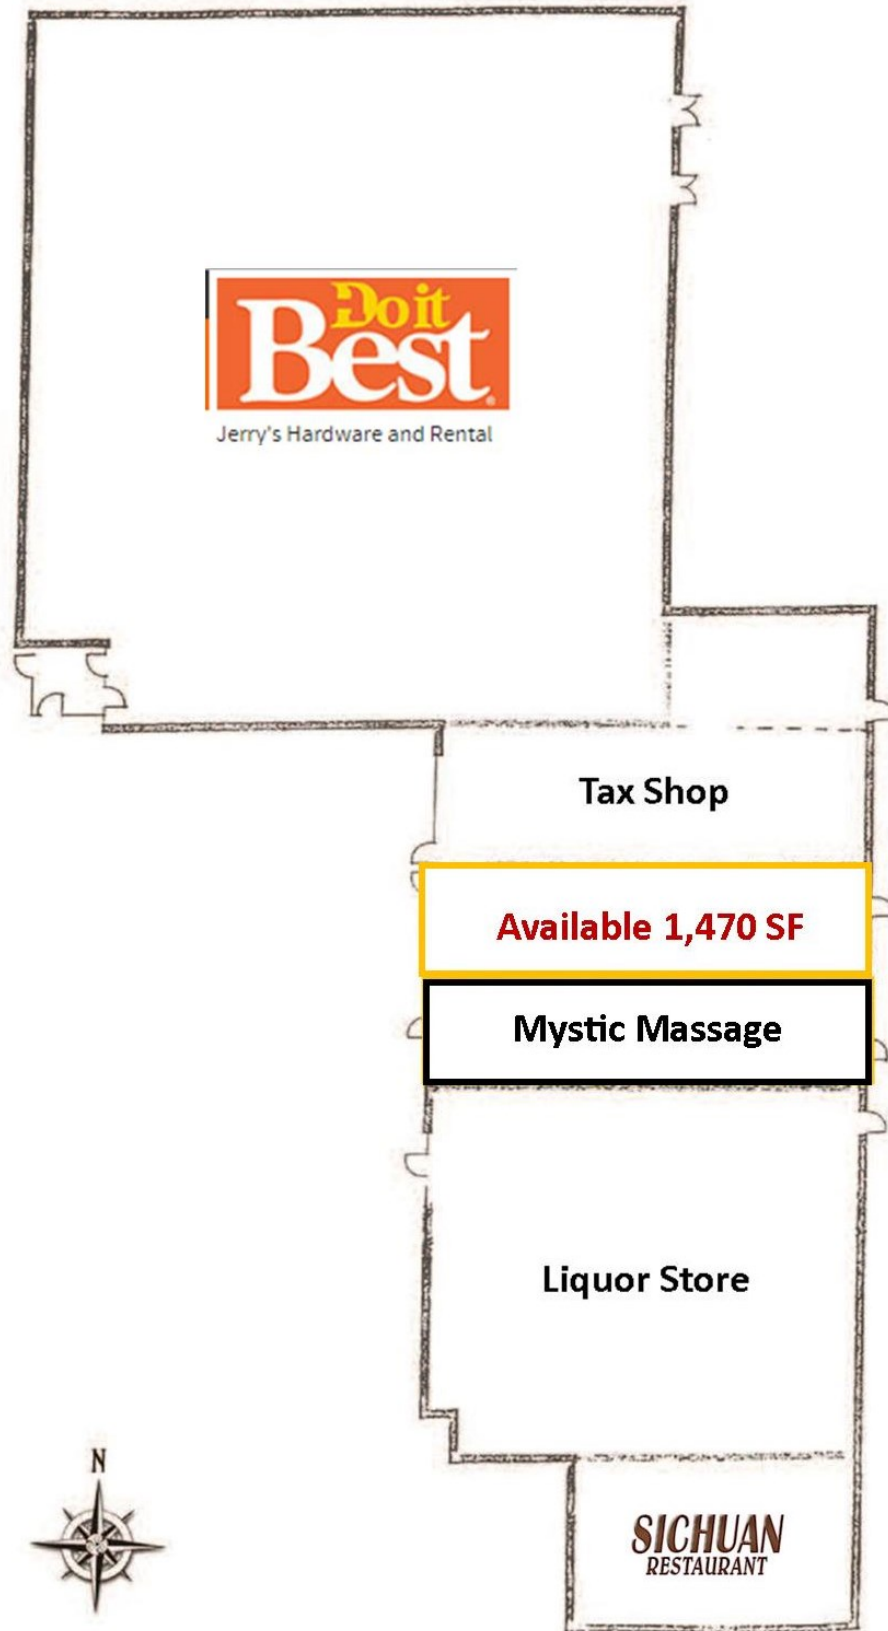 Do it
Best®
Jerry's Hardware and Rental
Tax Shop
Available 1,470 SF
Mystic Massage
Liquor Store
N
SICHUAN
RESTAURANT